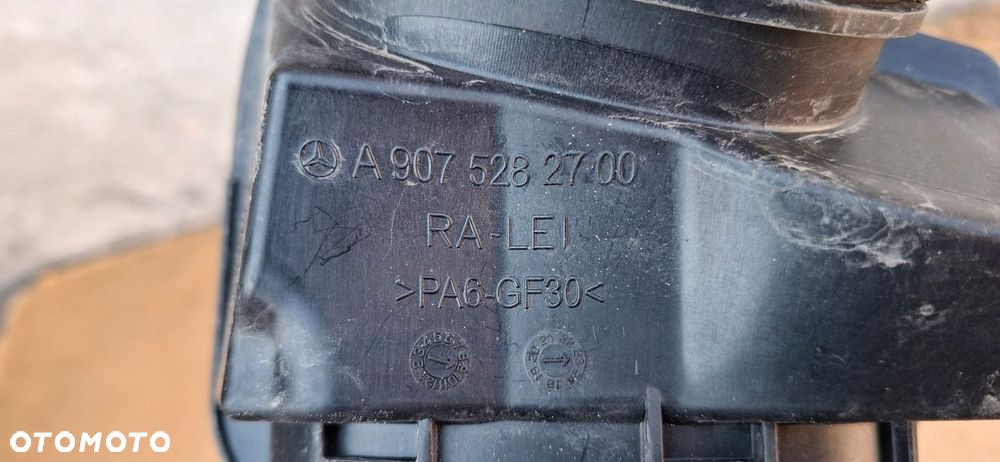 A 907 528 27 00
RA-LEI
>PA6-GF30<
OTOMOTO